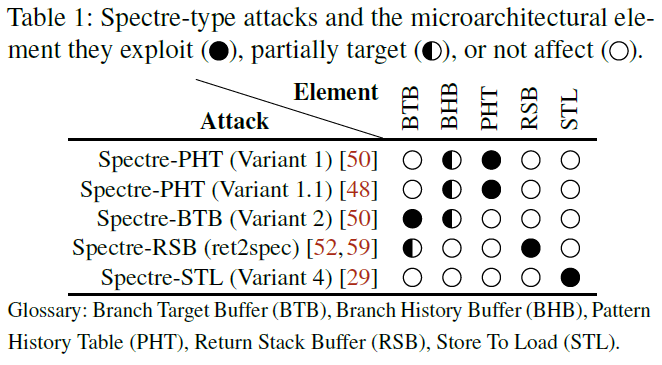 Table 1: Spectre-type attacks and the microarchitectural ele-
ment they exploit (●), partially target (◐), or not affect (○).
Element BTB BHB PHT RSB STL
Attack
Spectre-PHT (Variant 1) [50] ○ ◐ ● ○ ○
Spectre-PHT (Variant 1.1) [48] ○ ◐ ● ○ ○
Spectre-BTB (Variant 2) [50] ● ◐ ○ ○ ○
Spectre-RSB (ret2spec) [52,59] ◐ ○ ○ ● ○
Spectre-STL (Variant 4) [29] ○ ○ ○ ○ ●
Glossary: Branch Target Buffer (BTB), Branch History Buffer (BHB), Pattern
History Table (PHT), Return Stack Buffer (RSB), Store To Load (STL).